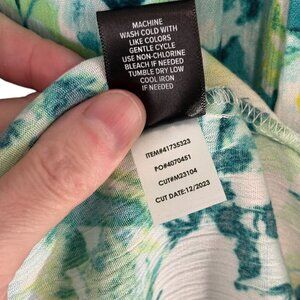 MACHINE
WASH COLD WITH
LIKE COLORS
GENTLE CYCLE
USE NON-CHLORINE
BLEACH IF NEEDED
TUMBLE DRY LOW
COOL IRON
IF NEEDED
ITEM#41735323
PO#4070451
CUT#M23104
CUT DATE:12/2023